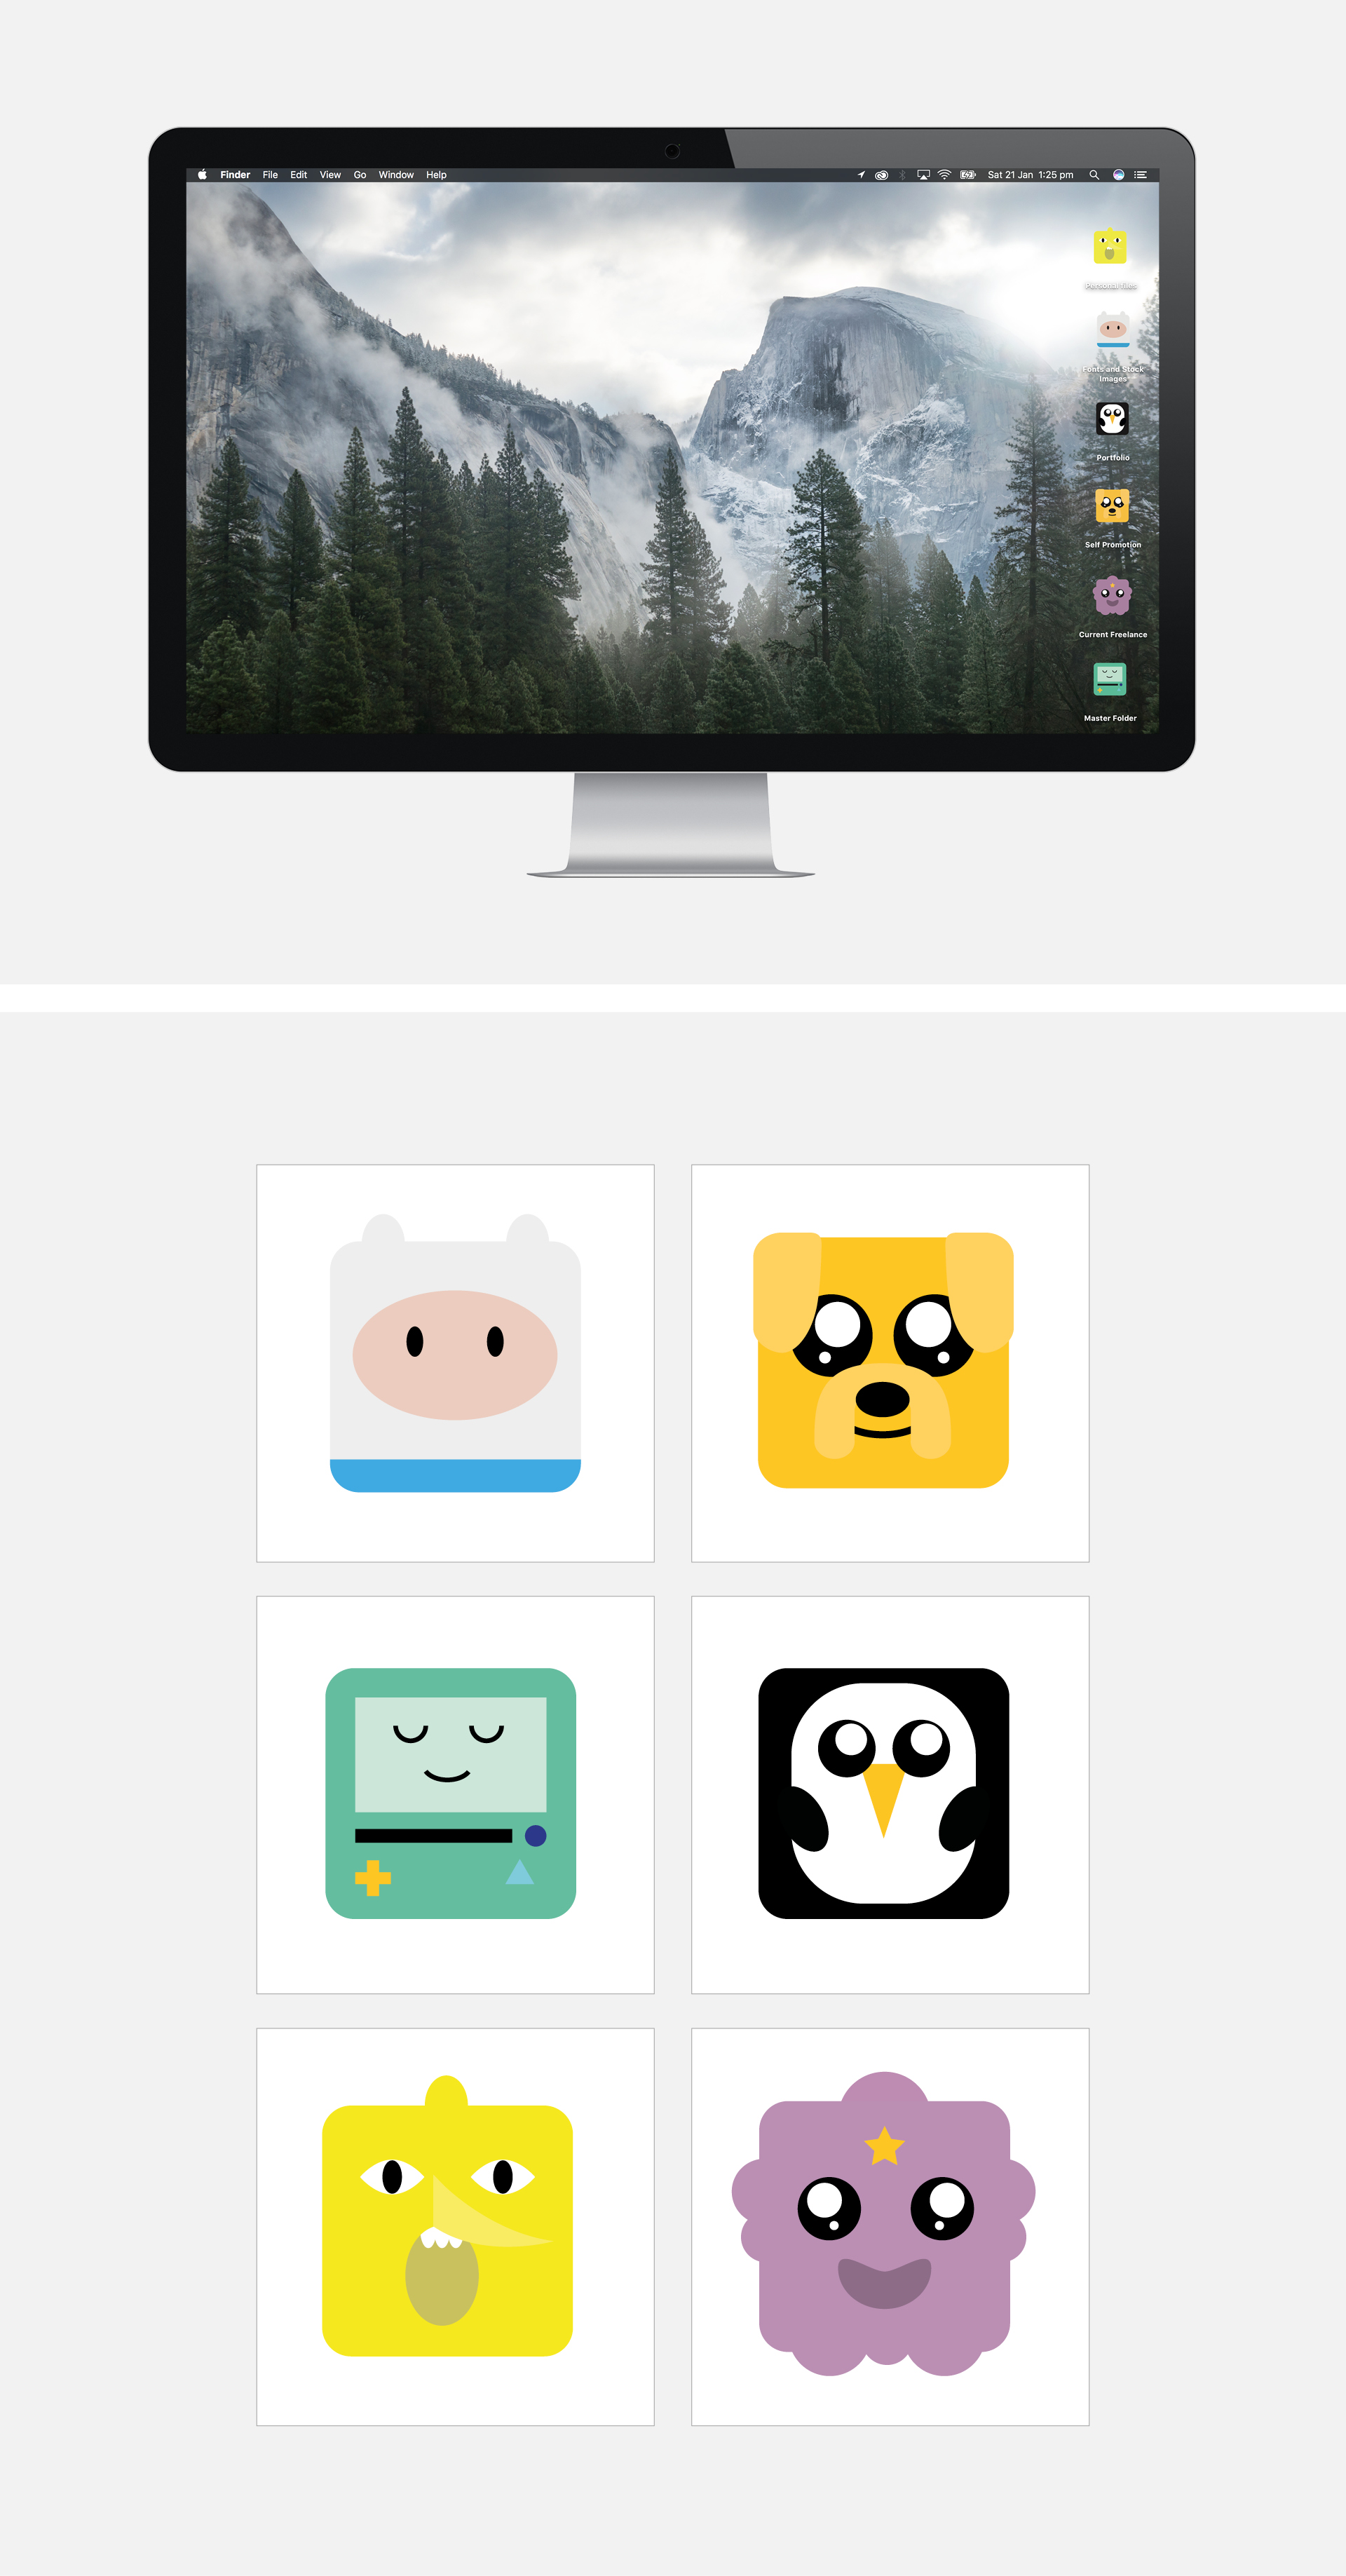 Finder File Edit View Go Window Help Sat 21 Jan 1:25 pm
Personal files
Fonts and Stock
Images
Portfolio
Self Promotion
Current Freelance
Master Folder